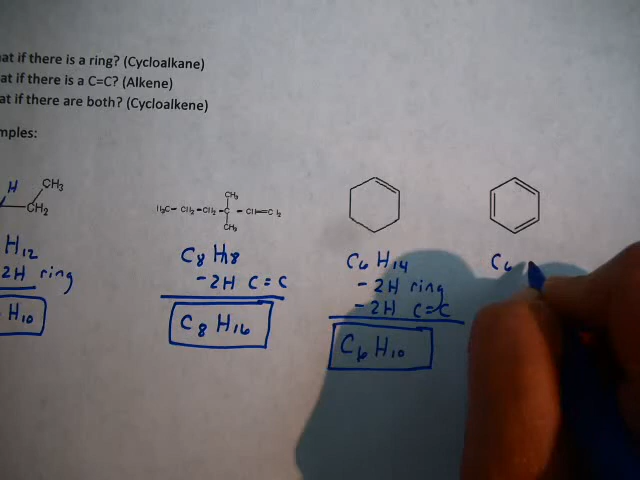 at if there is a ring? (Cycloalkane)
at if there is a C=C? (Alkene)
at if there are both? (Cycloalkene)
mples:
H CH₃
CH₂
CH₃
H₃C— CH₂ —CH₂ —C — CH═CH₂
CH₃
H₁₂
2H ring
H₁₀
C₈ H₁₈
-2H C=C
C₈ H₁₆
C₆ H₁₄
-2H ring
-2H C=C
C₆ H₁₀
C₆